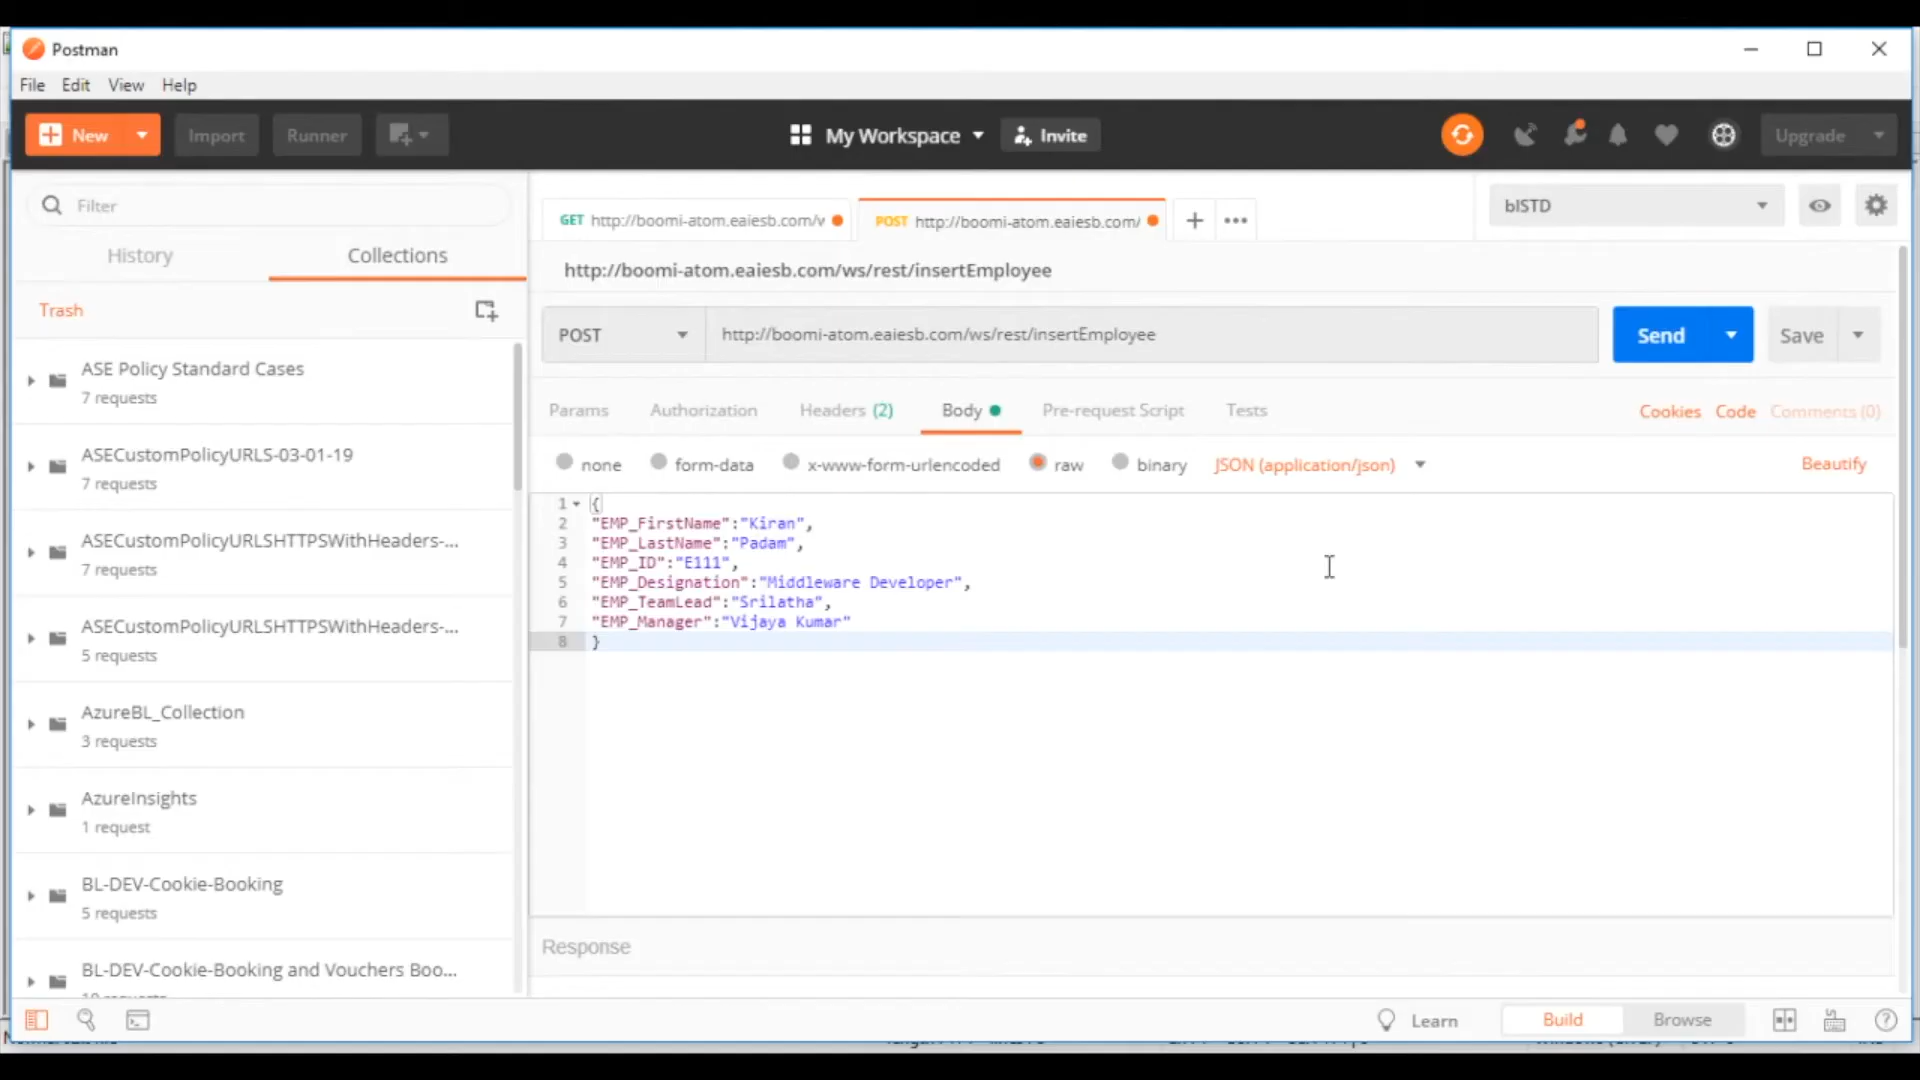 Postman
File Edit View Help
New Import Runner My Workspace Invite Upgrade
Filter
History Collections
Trash
ASE Policy Standard Cases
7 requests
ASECustomPolicyURLS-03-01-19
7 requests
ASECustomPolicyURLSHTTPSWithHeaders-...
7 requests
ASECustomPolicyURLSHTTPSWithHeaders-...
5 requests
AzureBL_Collection
3 requests
AzureInsights
1 request
BL-DEV-Cookie-Booking
5 requests
BL-DEV-Cookie-Booking and Vouchers Boo...
GET http://boomi-atom.eaiesb.com/v POST http://boomi-atom.eaiesb.com/ + •••
blSTD
http://boomi-atom.eaiesb.com/ws/rest/insertEmployee
POST http://boomi-atom.eaiesb.com/ws/rest/insertEmployee Send Save
Params Authorization Headers (2) Body Pre-request Script Tests Cookies Code Comments (0)
none form-data x-www-form-urlencoded raw binary JSON (application/json) Beautify
1 {
2 "EMP_FirstName":"Kiran",
3 "EMP_LastName":"Padam",
4 "EMP_ID":"E111",
5 "EMP_Designation":"Middleware Developer",
6 "EMP_TeamLead":"Srilatha",
7 "EMP_Manager":"Vijaya Kumar"
8 }
Response
Learn Build Browse